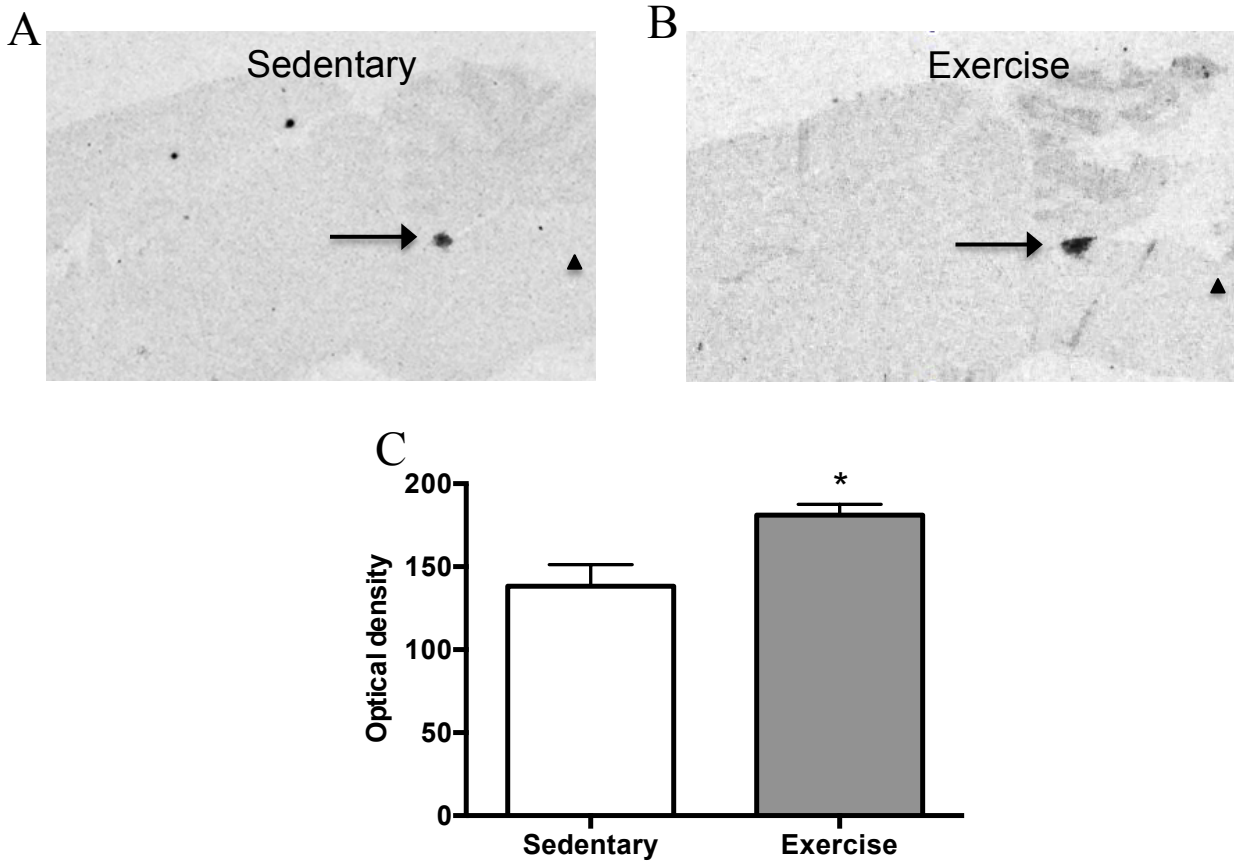 A
Sedentary
B
Exercise
C
*
200
150
100
50
0
Optical density
Sedentary Exercise